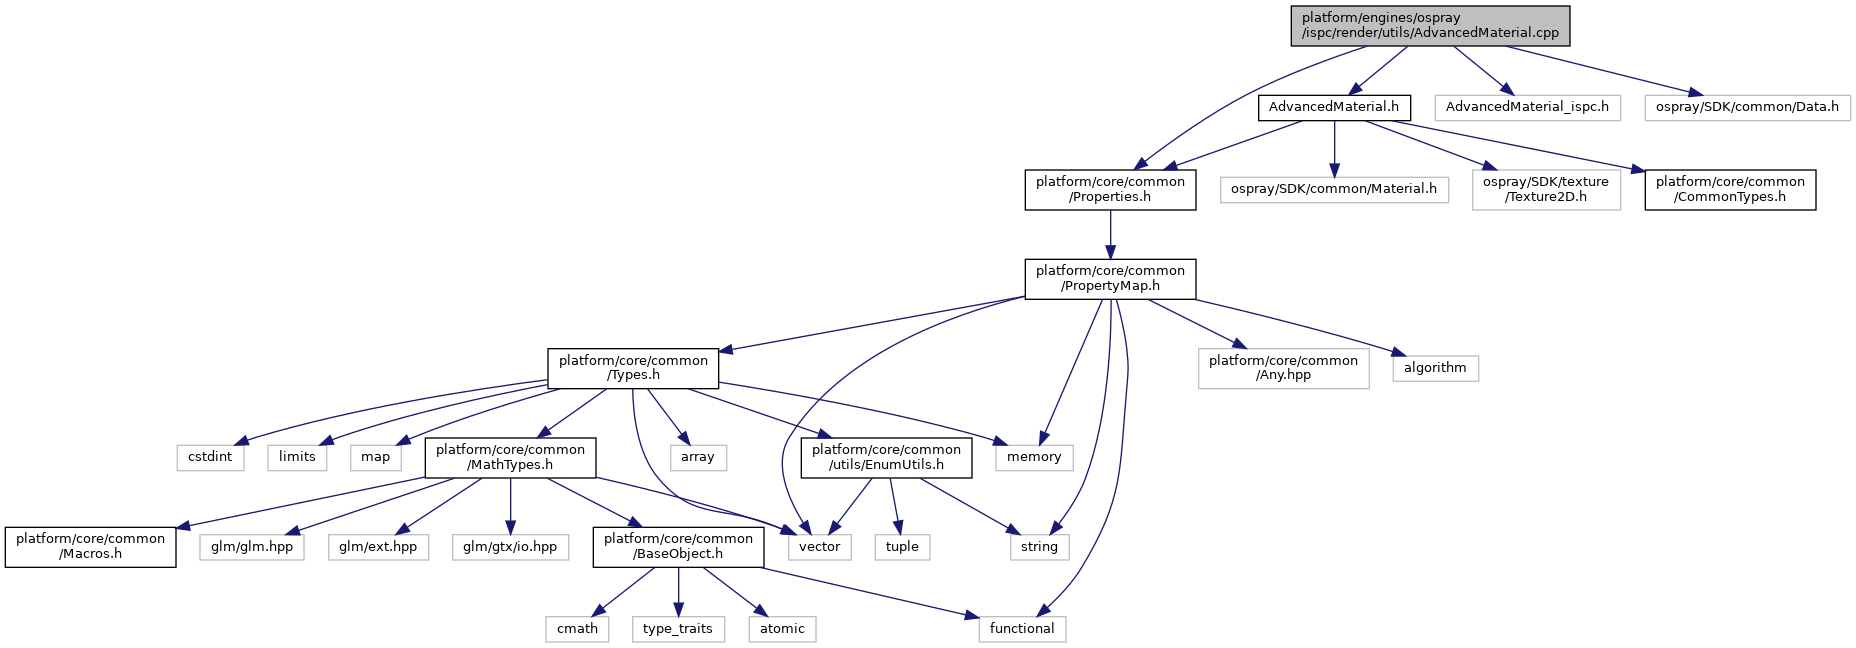 platform/engines/ospray
/ispc/render/utils/AdvancedMaterial.cpp
AdvancedMaterial.h
AdvancedMaterial_ispc.h
ospray/SDK/common/Data.h
platform/core/common
/Properties.h
ospray/SDK/common/Material.h
ospray/SDK/texture
/Texture2D.h
platform/core/common
/CommonTypes.h
platform/core/common
/PropertyMap.h
platform/core/common
/Types.h
platform/core/common
/Any.hpp
algorithm
cstdint
limits
map
platform/core/common
/MathTypes.h
array
platform/core/common
/utils/EnumUtils.h
memory
platform/core/common
/Macros.h
glm/glm.hpp
glm/ext.hpp
glm/gtx/io.hpp
platform/core/common
/BaseObject.h
vector
tuple
string
cmath
type_traits
atomic
functional